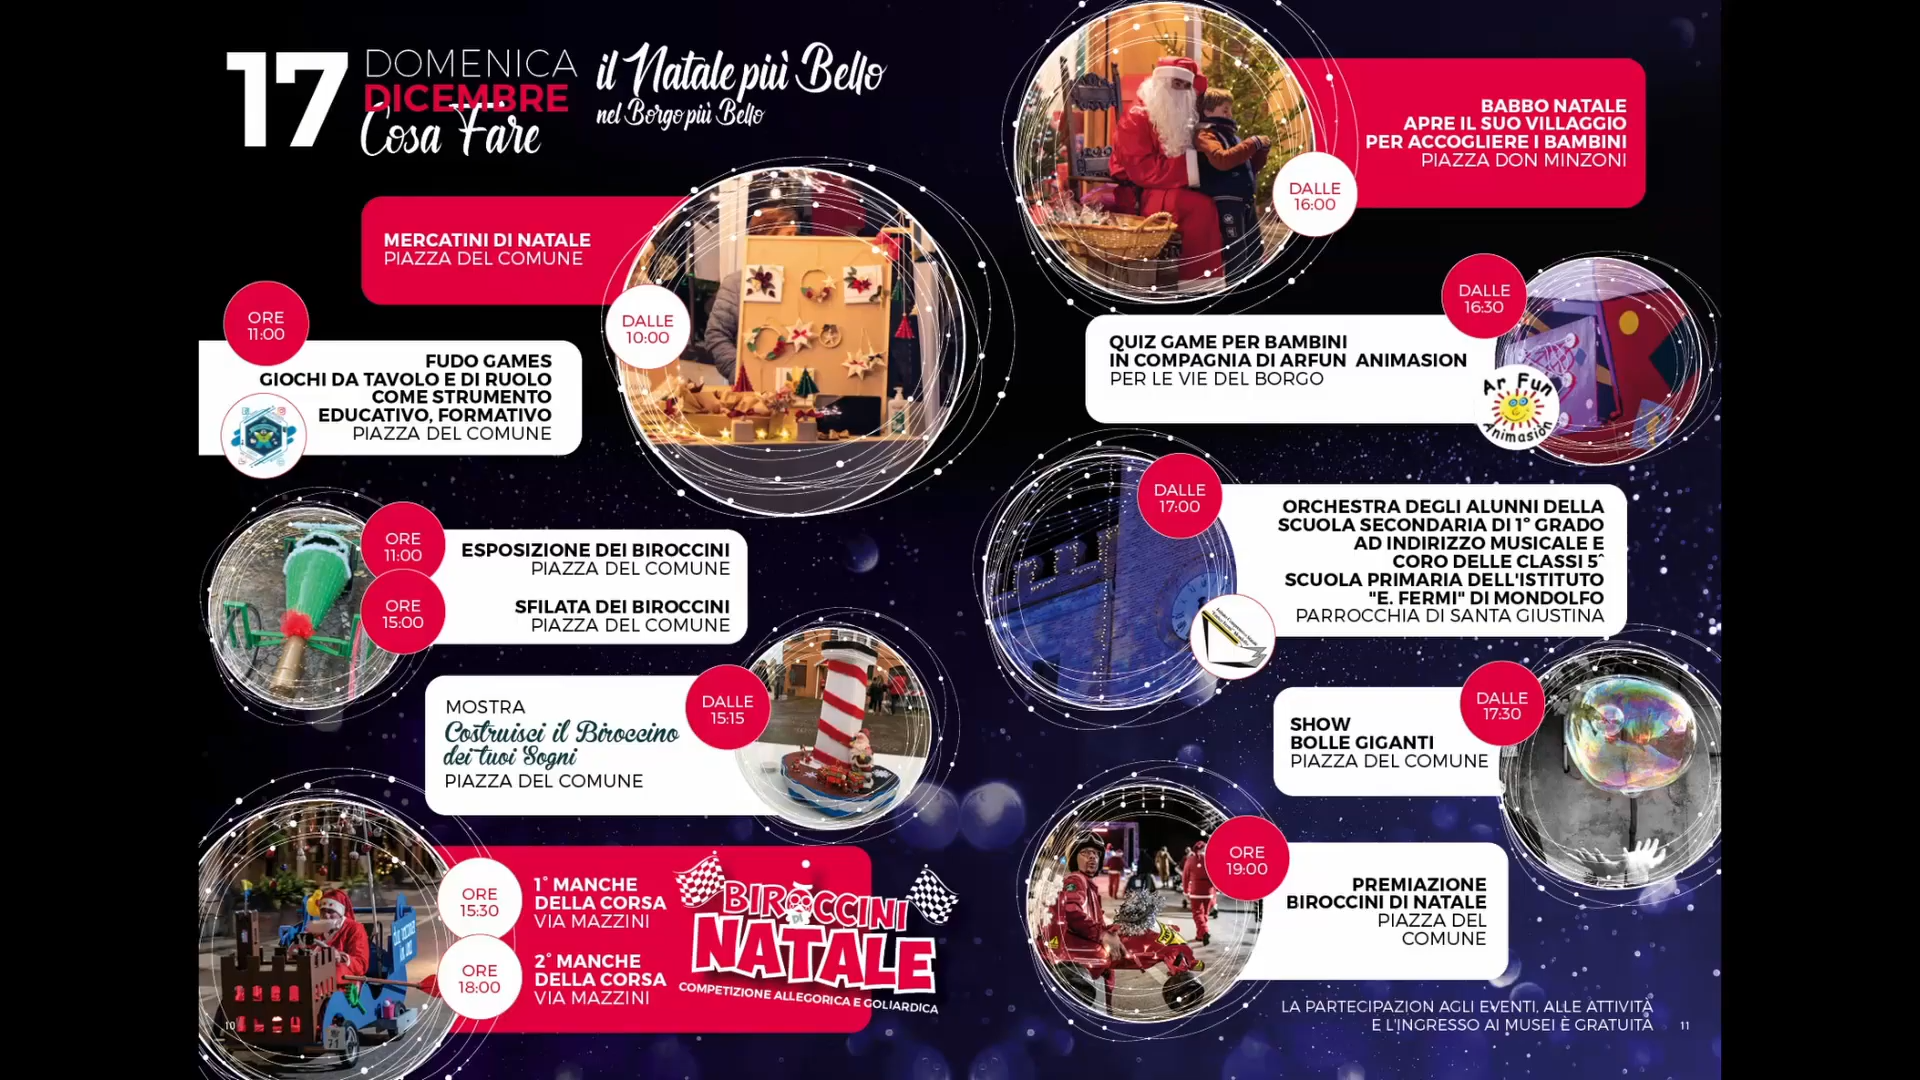 17
DOMENICA
DICEMBRE
Cosa Fare
il Natale più Bello
nel Borgo più Bello
MERCATINI DI NATALE
PIAZZA DEL COMUNE
DALLE
10:00
ORE
11:00
FUDO GAMES
GIOCHI DA TAVOLO E DI RUOLO
COME STRUMENTO
EDUCATIVO, FORMATIVO
PIAZZA DEL COMUNE
ORE
11:00
ESPOSIZIONE DEI BIROCCINI
PIAZZA DEL COMUNE
ORE
15:00
SFILATA DEI BIROCCINI
PIAZZA DEL COMUNE
MOSTRA
Costruisci il Biroccino
dei tuoi Sogni
PIAZZA DEL COMUNE
DALLE
15:15
ORE
15:30
1° MANCHE
DELLA CORSA
VIA MAZZINI
ORE
18:00
2° MANCHE
DELLA CORSA
VIA MAZZINI
BIROCCINI
DI
NATALE
COMPETIZIONE ALLEGORICA E GOLIARDICA
71
10
BABBO NATALE
APRE IL SUO VILLAGGIO
PER ACCOGLIERE I BAMBINI
PIAZZA DON MINZONI
DALLE
16:00
DALLE
16:30
QUIZ GAME PER BAMBINI
IN COMPAGNIA DI ARFUN ANIMASION
PER LE VIE DEL BORGO
Ar Fun
Animasion
DALLE
17:00
ORCHESTRA DEGLI ALUNNI DELLA
SCUOLA SECONDARIA DI 1° GRADO
AD INDIRIZZO MUSICALE E
CORO DELLE CLASSI 5^
SCUOLA PRIMARIA DELL'ISTITUTO
"E. FERMI" DI MONDOLFO
PARROCCHIA DI SANTA GIUSTINA
DALLE
17:30
SHOW
BOLLE GIGANTI
PIAZZA DEL COMUNE
ORE
19:00
PREMIAZIONE
BIROCCINI DI NATALE
PIAZZA DEL
COMUNE
LA PARTECIPAZION AGLI EVENTI, ALLE ATTIVITÀ
E L'INGRESSO AI MUSEI È GRATUITA
11